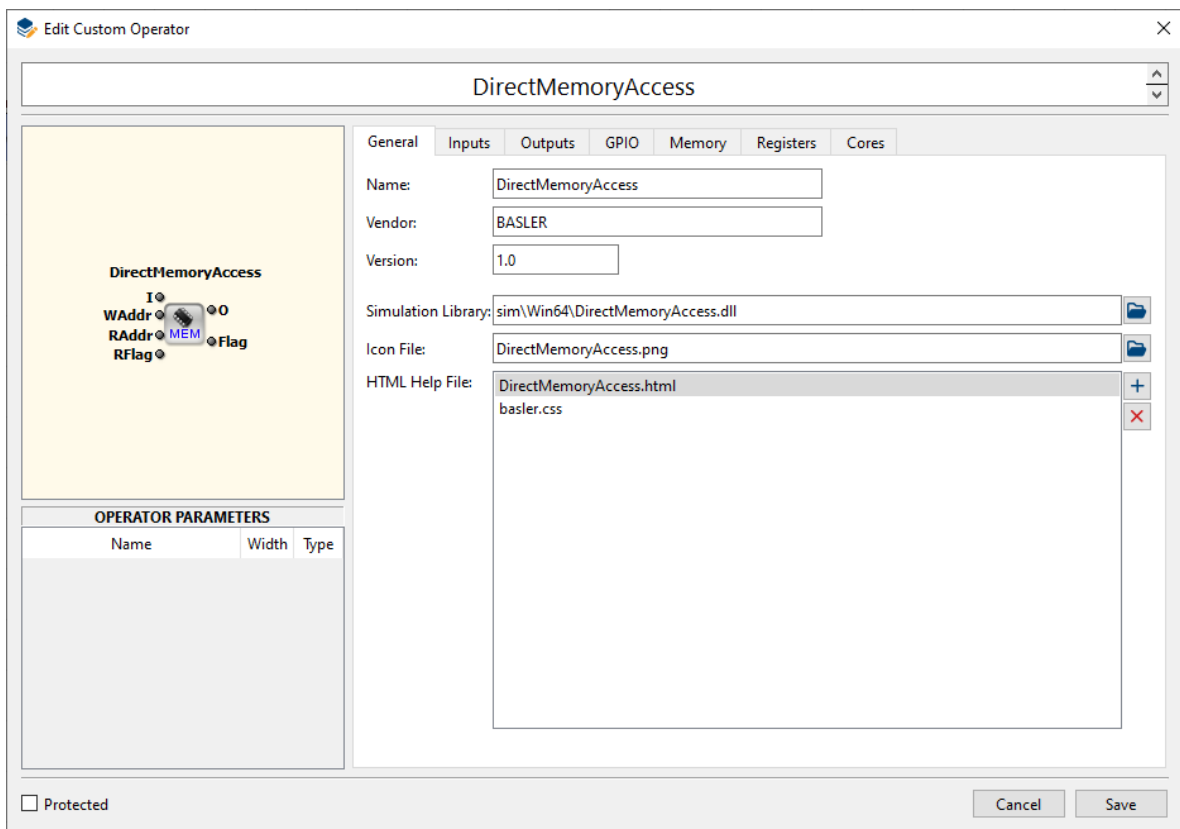 Edit Custom Operator
DirectMemoryAccess
DirectMemoryAccess
I
O
WAddr
RAddr
MEM
Flag
RFlag
OPERATOR PARAMETERS
Name Width Type
General Inputs Outputs GPIO Memory Registers Cores
Name: DirectMemoryAccess
Vendor: BASLER
Version: 1.0
Simulation Library: sim\Win64\DirectMemoryAccess.dll
Icon File: DirectMemoryAccess.png
HTML Help File: DirectMemoryAccess.html
basler.css
Protected
Cancel Save